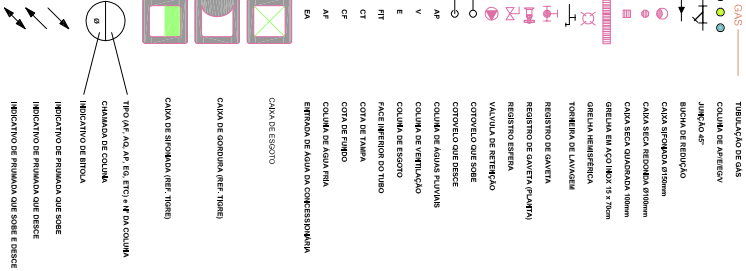 GÁS TUBULAÇÃO DE GÁS
COLUNA DE AP/EG/GV
JUNÇÃO 45°
BUCHA DE REDUÇÃO
CAIXA SIFONADA Ø150mm
CAIXA SECA REDONDA Ø100mm
CAIXA SECA QUADRADA 100mm
GRELHA EM AÇO INOX 15 x 70cm
GRELHA HEMISFÉRICA
TORNEIRA DE LAVAGEM
REGISTRO DE GAVETA
REGISTRO DE GAVETA (PLANTA)
REGISTRO ESFERA
VÁLVULA DE RETENÇÃO
COTOVELO QUE SOBE
COTOVELO QUE DESCE
AP COLUNA DE ÁGUAS PLUVIAIS
V COLUNA DE VENTILAÇÃO
E COLUNA DE ESGOTO
FIT FACE INFERIOR DO TUBO
CT COTA DE TAMPA
CF COTA DE FUNDO
AF COLUNA DE ÁGUA FRIA
EA ENTRADA DE ÁGUA DA CONCESSIONÁRIA
CAIXA DE ESGOTO
CAIXA DE GORDURA (REF. TIGRE)
CAIXA DE SIFONADA (REF. TIGRE)
Ø
TIPO (AF, AQ, AP, EG, ETC) e Nº DA COLUNA
CHAMADA DE COLUNA
INDICATIVO DE BITOLA
INDICATIVO DE PRUMADA QUE SOBE
INDICATIVO DE PRUMADA QUE DESCE
INDICATIVO DE PRUMADA QUE SOBE E DESCE